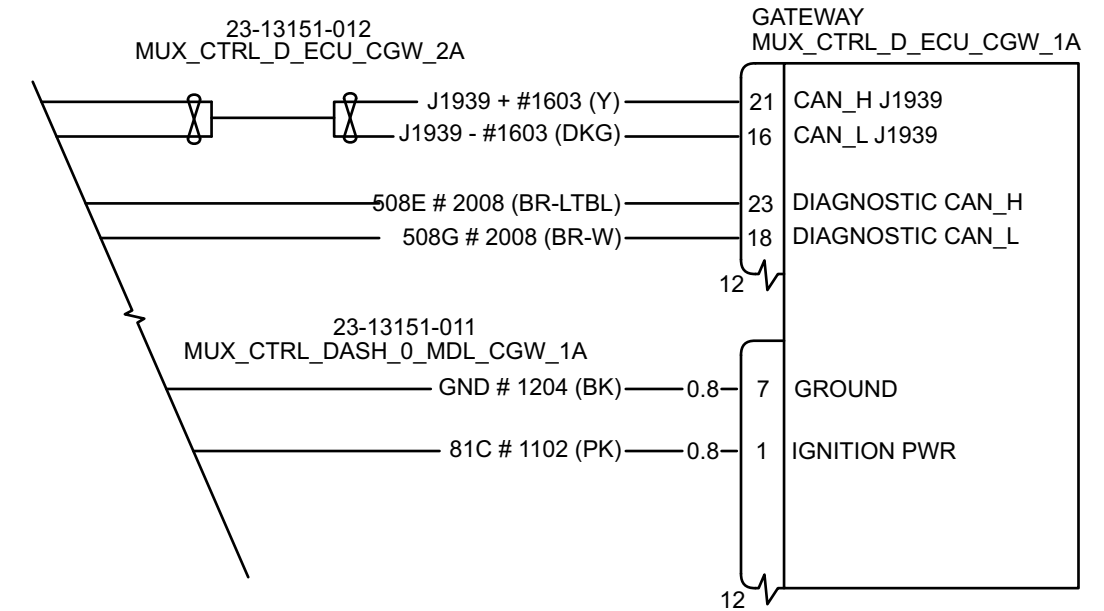 23-13151-012
MUX_CTRL_D_ECU_CGW_2A
GATEWAY
MUX_CTRL_D_ECU_CGW_1A
J1939 + #1603 (Y) 21 CAN_H J1939
J1939 - #1603 (DKG) 16 CAN_L J1939
508E # 2008 (BR-LTBL) 23 DIAGNOSTIC CAN_H
508G # 2008 (BR-W) 18 DIAGNOSTIC CAN_L
12
23-13151-011
MUX_CTRL_DASH_0_MDL_CGW_1A
GND # 1204 (BK) 0.8 7 GROUND
81C # 1102 (PK) 0.8 1 IGNITION PWR
12